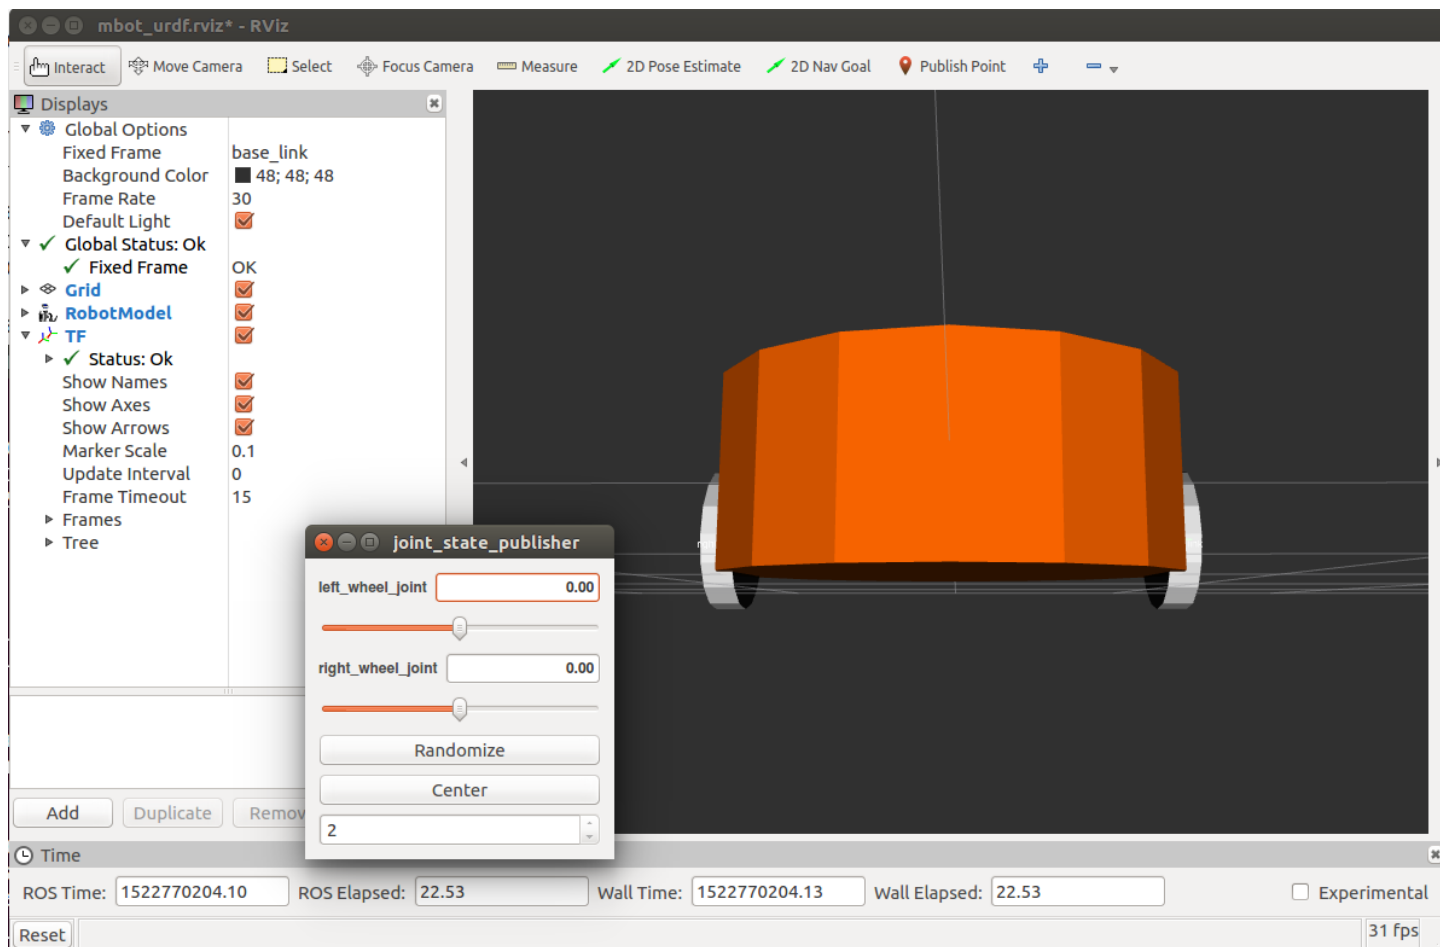 mbot_urdf.rviz* - RViz
Interact Move Camera Select Focus Camera Measure 2D Pose Estimate 2D Nav Goal Publish Point
Displays
Global Options
Fixed Frame base_link
Background Color 48; 48; 48
Frame Rate 30
Default Light
Global Status: Ok
Fixed Frame OK
Grid
RobotModel
TF
Status: Ok
Show Names
Show Axes
Show Arrows
Marker Scale 0.1
Update Interval 0
Frame Timeout 15
Frames
Tree
joint_state_publisher
left_wheel_joint 0.00
right_wheel_joint 0.00
Randomize
Center
2
Add Duplicate Remov
Time
ROS Time: 1522770204.10 ROS Elapsed: 22.53 Wall Time: 1522770204.13 Wall Elapsed: 22.53 Experimental
Reset 31 fps